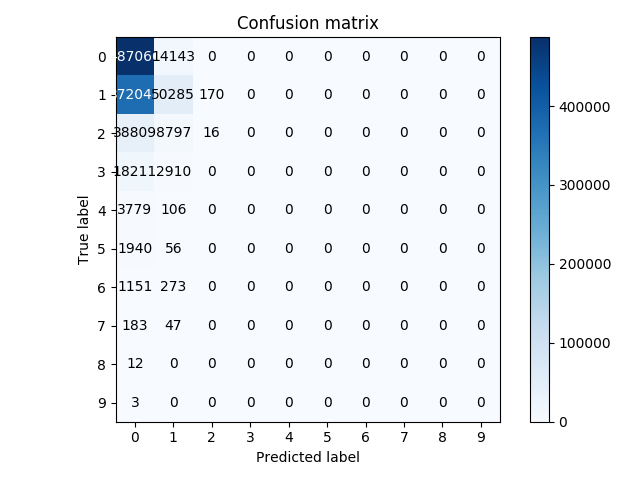 Confusion matrix
0 14143 0 0 0 0 0 0 0 0
1 50285 170 0 0 0 0 0 0 0
2 38809 8797 16 0 0 0 0 0 0 0
3 18211 2910 0 0 0 0 0 0 0 0
4 3779 106 0 0 0 0 0 0 0 0
5 1940 56 0 0 0 0 0 0 0 0
6 1151 273 0 0 0 0 0 0 0 0
7 183 47 0 0 0 0 0 0 0 0
8 12 0 0 0 0 0 0 0 0 0
9 3 0 0 0 0 0 0 0 0 0
0 1 2 3 4 5 6 7 8 9
True label
Predicted label
400000
300000
200000
100000
0